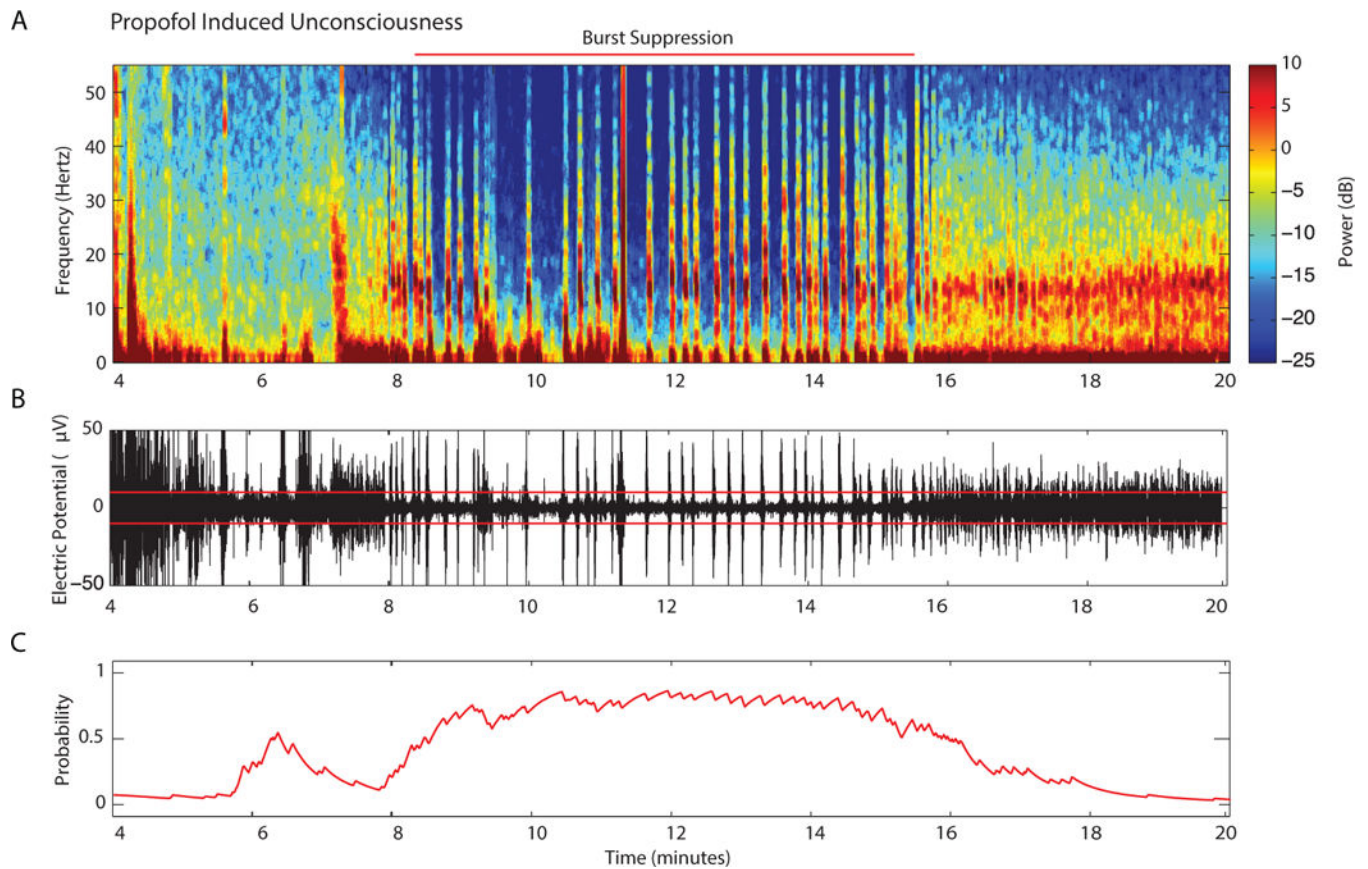 A
Propofol Induced Unconsciousness
Burst Suppression
Frequency (Hertz)
50
40
30
20
10
0
4 6 8 10 12 14 16 18 20
10
5
0
−5
−10
−15
−20
−25
Power (dB)
B
Electric Potential ( μV)
50
0
−50
4 6 8 10 12 14 16 18 20
C
Probability
1
0.5
0
4 6 8 10 12 14 16 18 20
Time (minutes)